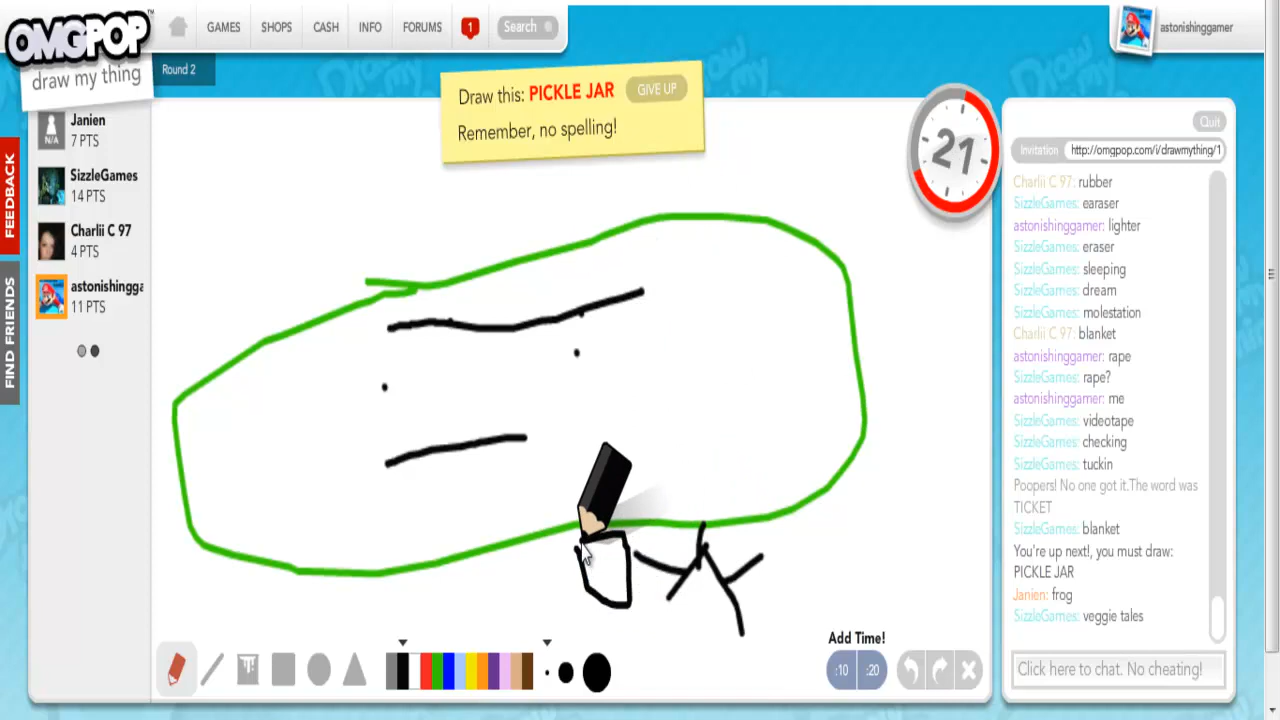 OMGPOP™
draw my thing
GAMES SHOPS CASH INFO FORUMS 1 Search
astonishinggamer
Round 2
Draw this: PICKLE JAR GIVE UP
Remember, no spelling!
21
FEEDBACK
FIND FRIENDS
N/A
Janien
7 PTS
SizzleGames
14 PTS
Charlii C 97
4 PTS
astonishingga
11 PTS
Quit
Invitation http://omgpop.com/i/drawmything/1
Charlii C 97: rubber
SizzleGames: earaser
astonishinggamer: lighter
SizzleGames: eraser
SizzleGames: sleeping
SizzleGames: dream
SizzleGames: molestation
Charlii C 97: blanket
astonishinggamer: rape
SizzleGames: rape?
astonishinggamer: me
SizzleGames: videotape
SizzleGames: checking
SizzleGames: tuckin
Poopers! No one got it.The word was
TICKET
SizzleGames: blanket
You're up next!, you must draw:
PICKLE JAR
Janien: frog
SizzleGames: veggie tales
Click here to chat. No cheating!
Add Time!
:10 :20